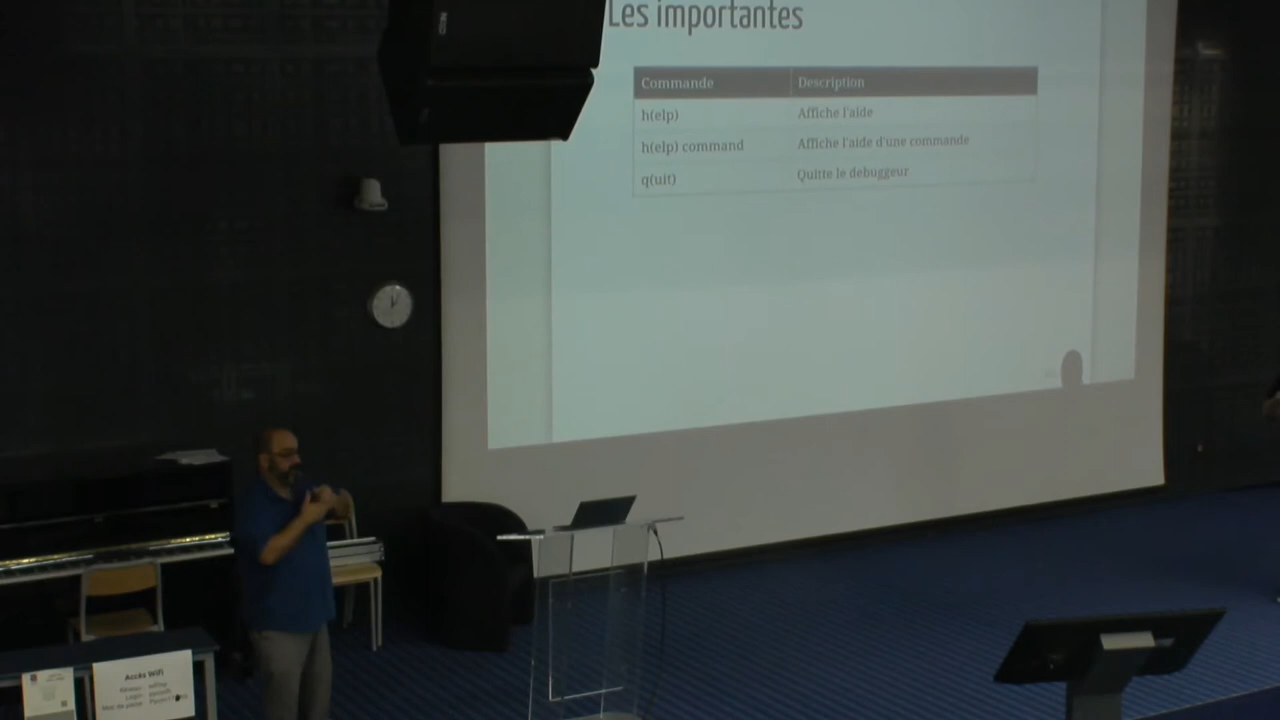 Les importantes
Commande Description
h(elp) Affiche l'aide
h(elp) command Affiche l'aide d'une commande
q(uit) Quitte le debuggeur
Accès Wifi